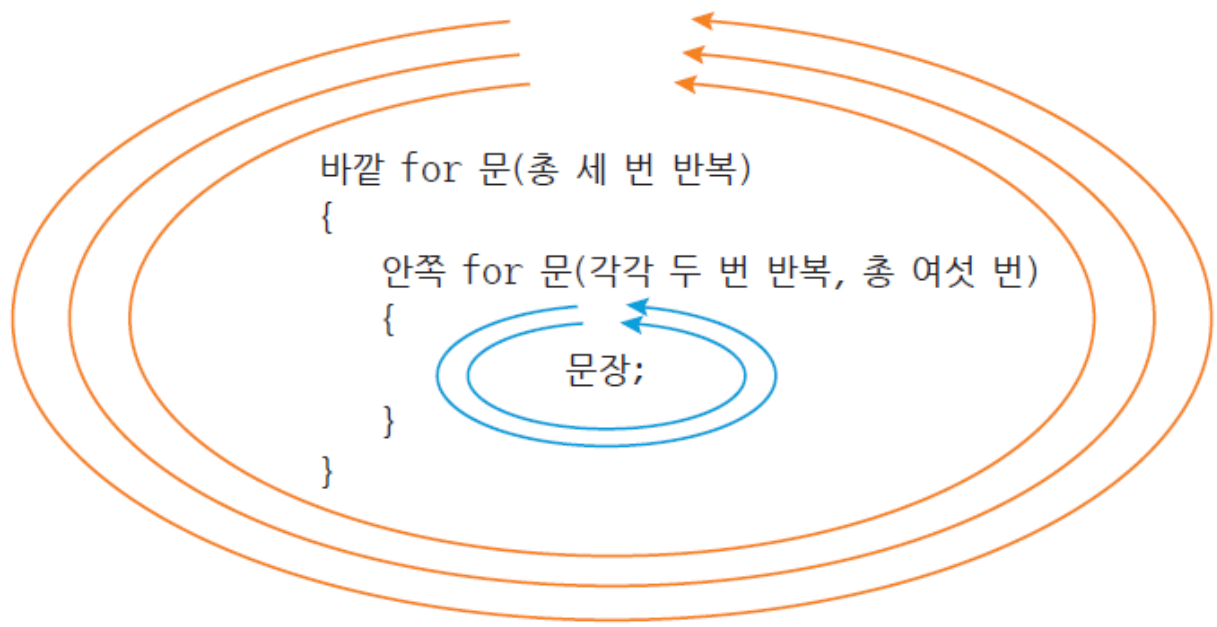 바깥 for 문(총 세 번 반복)
{
안쪽 for 문(각각 두 번 반복, 총 여섯 번)
{
문장;
}
}